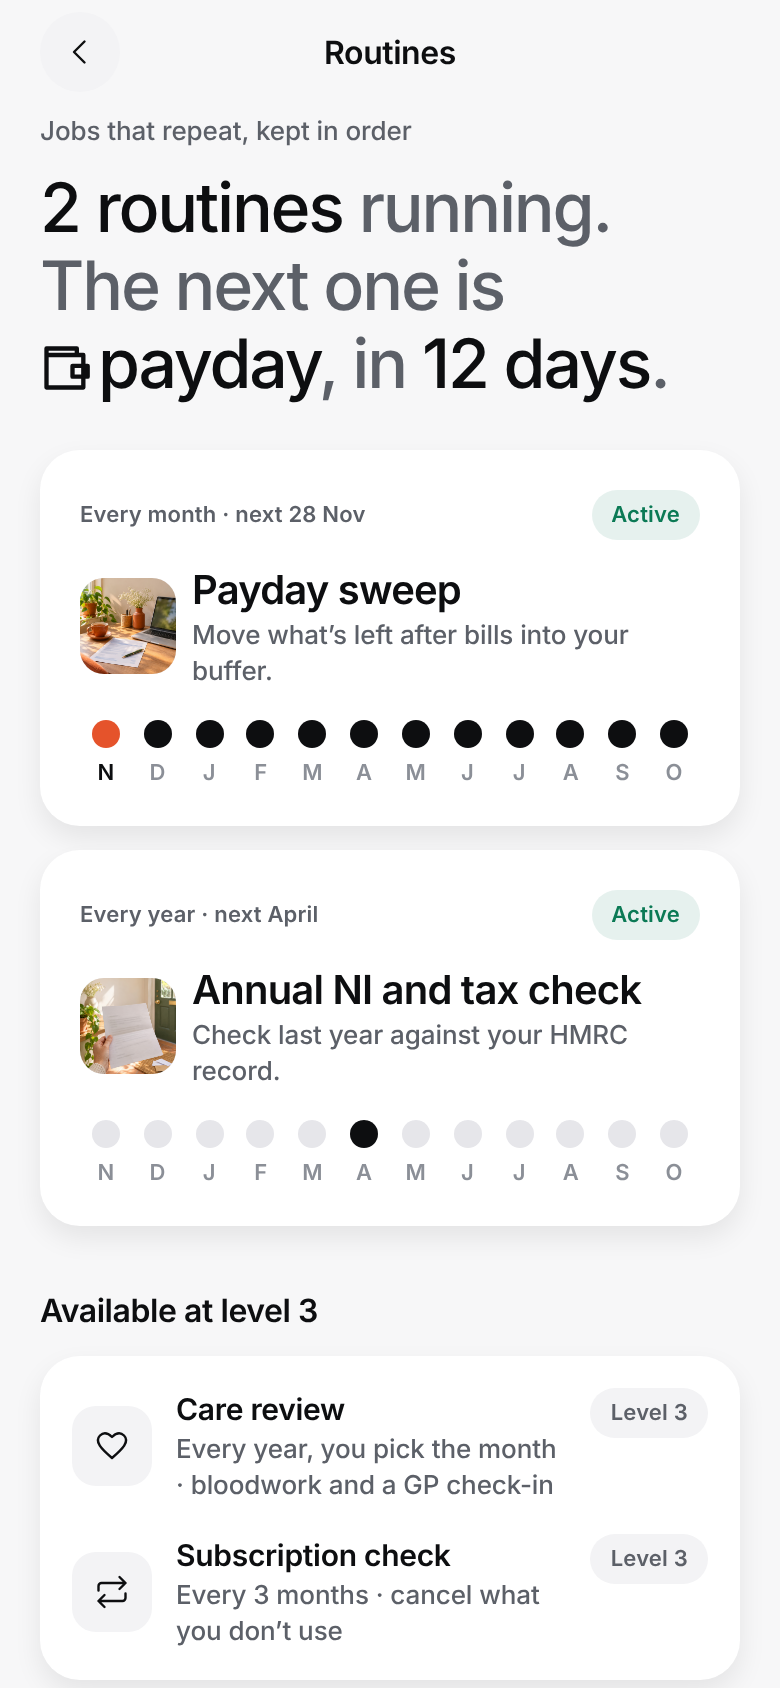 Routines
Jobs that repeat, kept in order
2 routines running.
The next one is
payday, in 12 days.
Every month · next 28 Nov
Active
Payday sweep
Move what’s left after bills into your
buffer.
N D J F M A M J J A S O
Every year · next April
Active
Annual NI and tax check
Check last year against your HMRC
record.
N D J F M A M J J A S O
Available at level 3
Care review
Level 3
Every year, you pick the month
· bloodwork and a GP check-in
Subscription check
Level 3
Every 3 months · cancel what
you don’t use